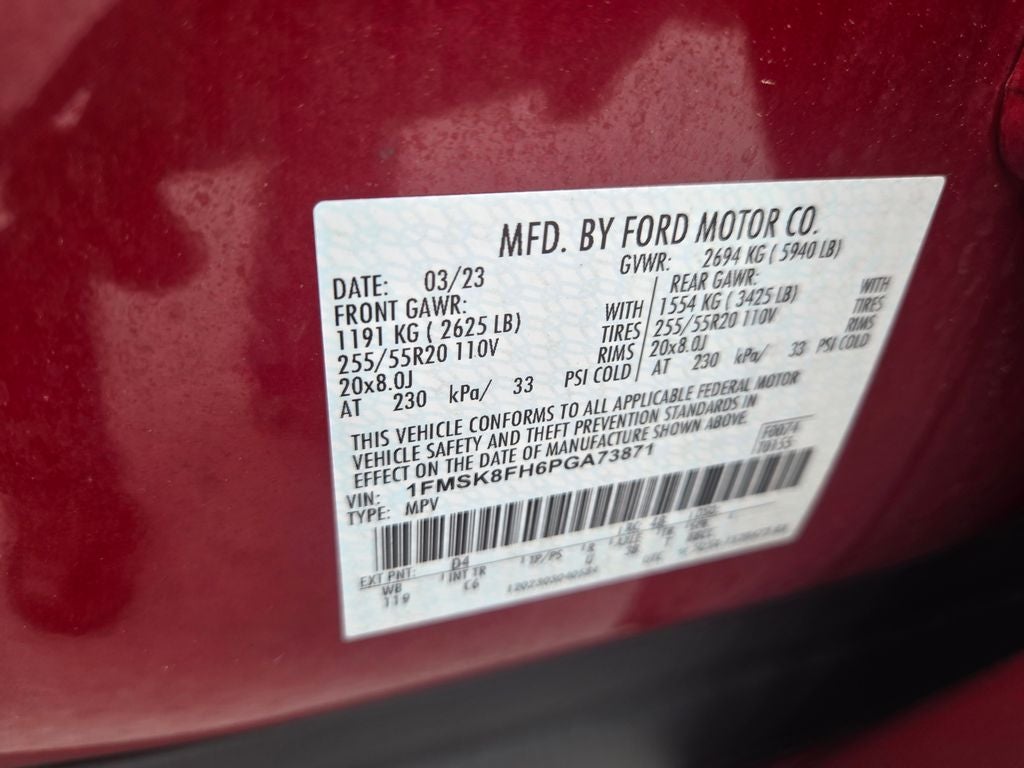 MFD. BY FORD MOTOR CO.
DATE: 03/23
GVWR: 2694 KG ( 5940 LB)
FRONT GAWR:
1191 KG ( 2625 LB) WITH
255/55R20 110V TIRES
20x8.0J RIMS
AT 230 kPa/ 33 PSI COLD
REAR GAWR:
1554 KG ( 3425 LB) WITH
255/55R20 110V TIRES
20x8.0J RIMS
AT 230 kPa/ 33 PSI COLD
THIS VEHICLE CONFORMS TO ALL APPLICABLE FEDERAL MOTOR
VEHICLE SAFETY AND THEFT PREVENTION STANDARDS IN
EFFECT ON THE DATE OF MANUFACTURE SHOWN ABOVE.
VIN: 1FMSK8FH6PGA73871
TYPE: MPV
EXT PNT: D4
WB INT TR TP/PS R
119 C6 U